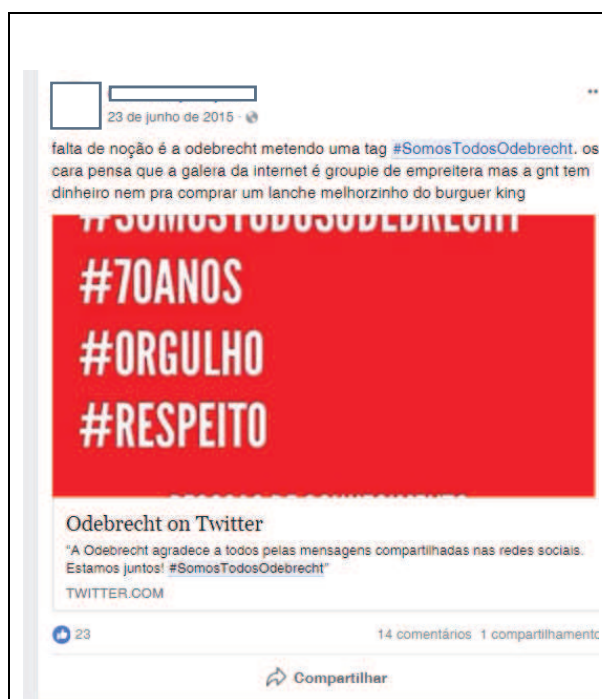 23 de junho de 2015 ·
falta de noção é a odebrecht metendo uma tag #SomosTodosOdebrecht. os
cara pensa que a galera da internet é groupie de empreitera mas a gnt tem
dinheiro nem pra comprar um lanche melhorzinho do burguer king
#SOMOSTODOSODEBRECHT
#70ANOS
#ORGULHO
#RESPEITO
Odebrecht on Twitter
"A Odebrecht agradece a todos pelas mensagens compartilhadas nas redes sociais.
Estamos juntos! #SomosTodosOdebrecht"
TWITTER.COM
23
14 comentários 1 compartilhamento
Compartilhar